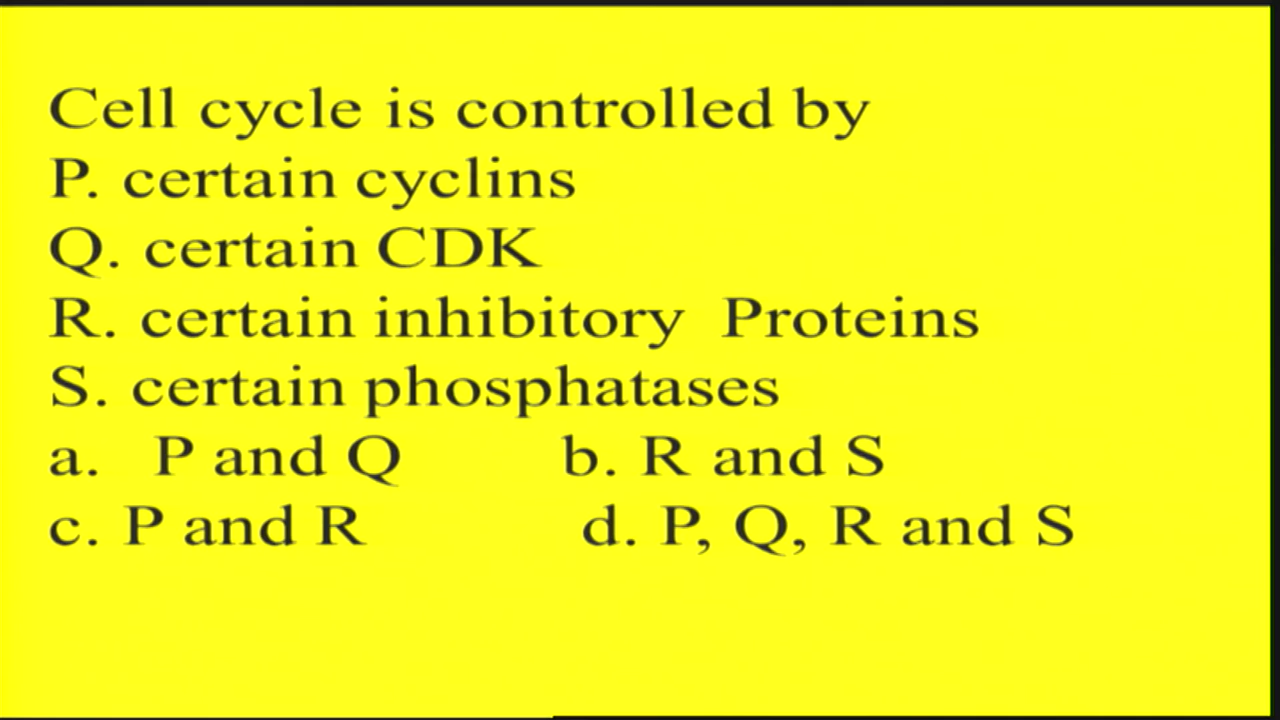 Cell cycle is controlled by
P. certain cyclins
Q. certain CDK
R. certain inhibitory Proteins
S. certain phosphatases
a. P and Q b. R and S
c. P and R d. P, Q, R and S